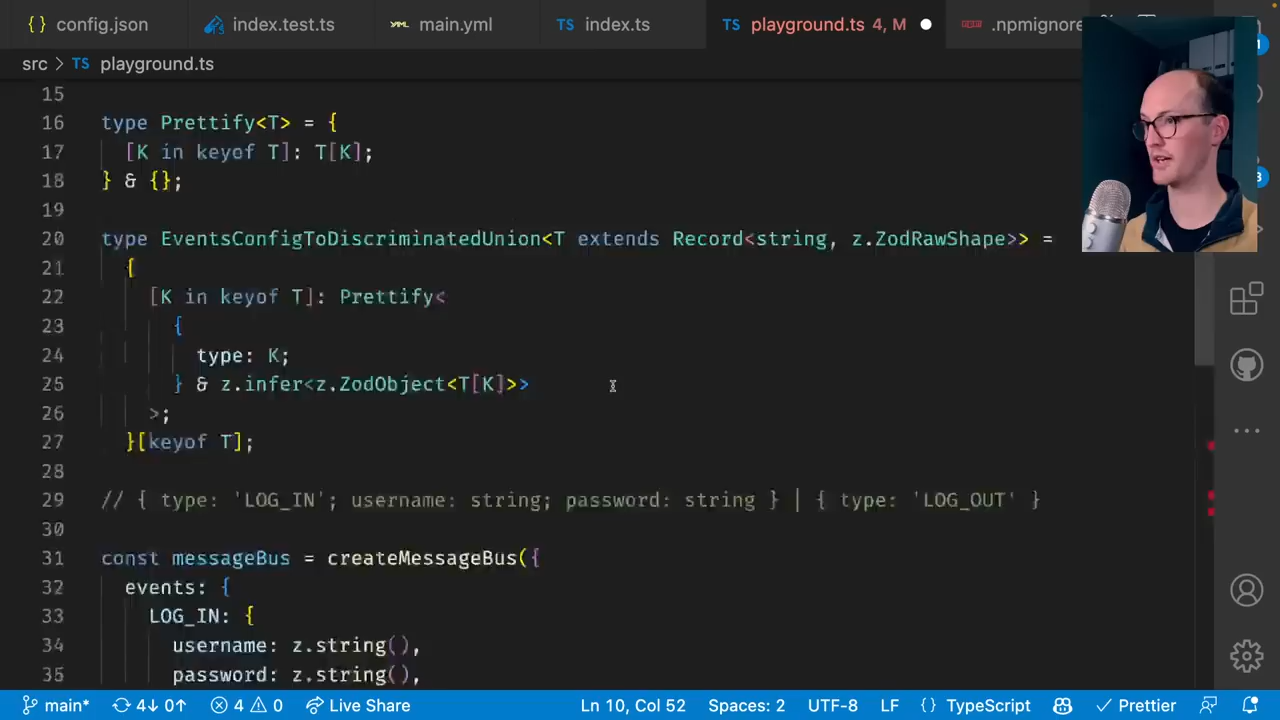 config.json index.test.ts main.yml index.ts playground.ts 4, M .npmignore
src > playground.ts
15
16 type Prettify<T> = {
17 [K in keyof T]: T[K];
18 } & {};
19
20 type EventsConfigToDiscriminatedUnion<T extends Record<string, z.ZodRawShape>> =
21 {
22 [K in keyof T]: Prettify<
23 {
24 type: K;
25 } & z.infer<z.ZodObject<T[K]>>
26 >;
27 }[keyof T];
28
29 // { type: 'LOG_IN'; username: string; password: string } | { type: 'LOG_OUT' }
30
31 const messageBus = createMessageBus({
32 events: {
33 LOG_IN: {
34 username: z.string(),
35 password: z.string(),
main* 4↓ 0↑ 4 0 Live Share Ln 10, Col 52 Spaces: 2 UTF-8 LF {} TypeScript Prettier